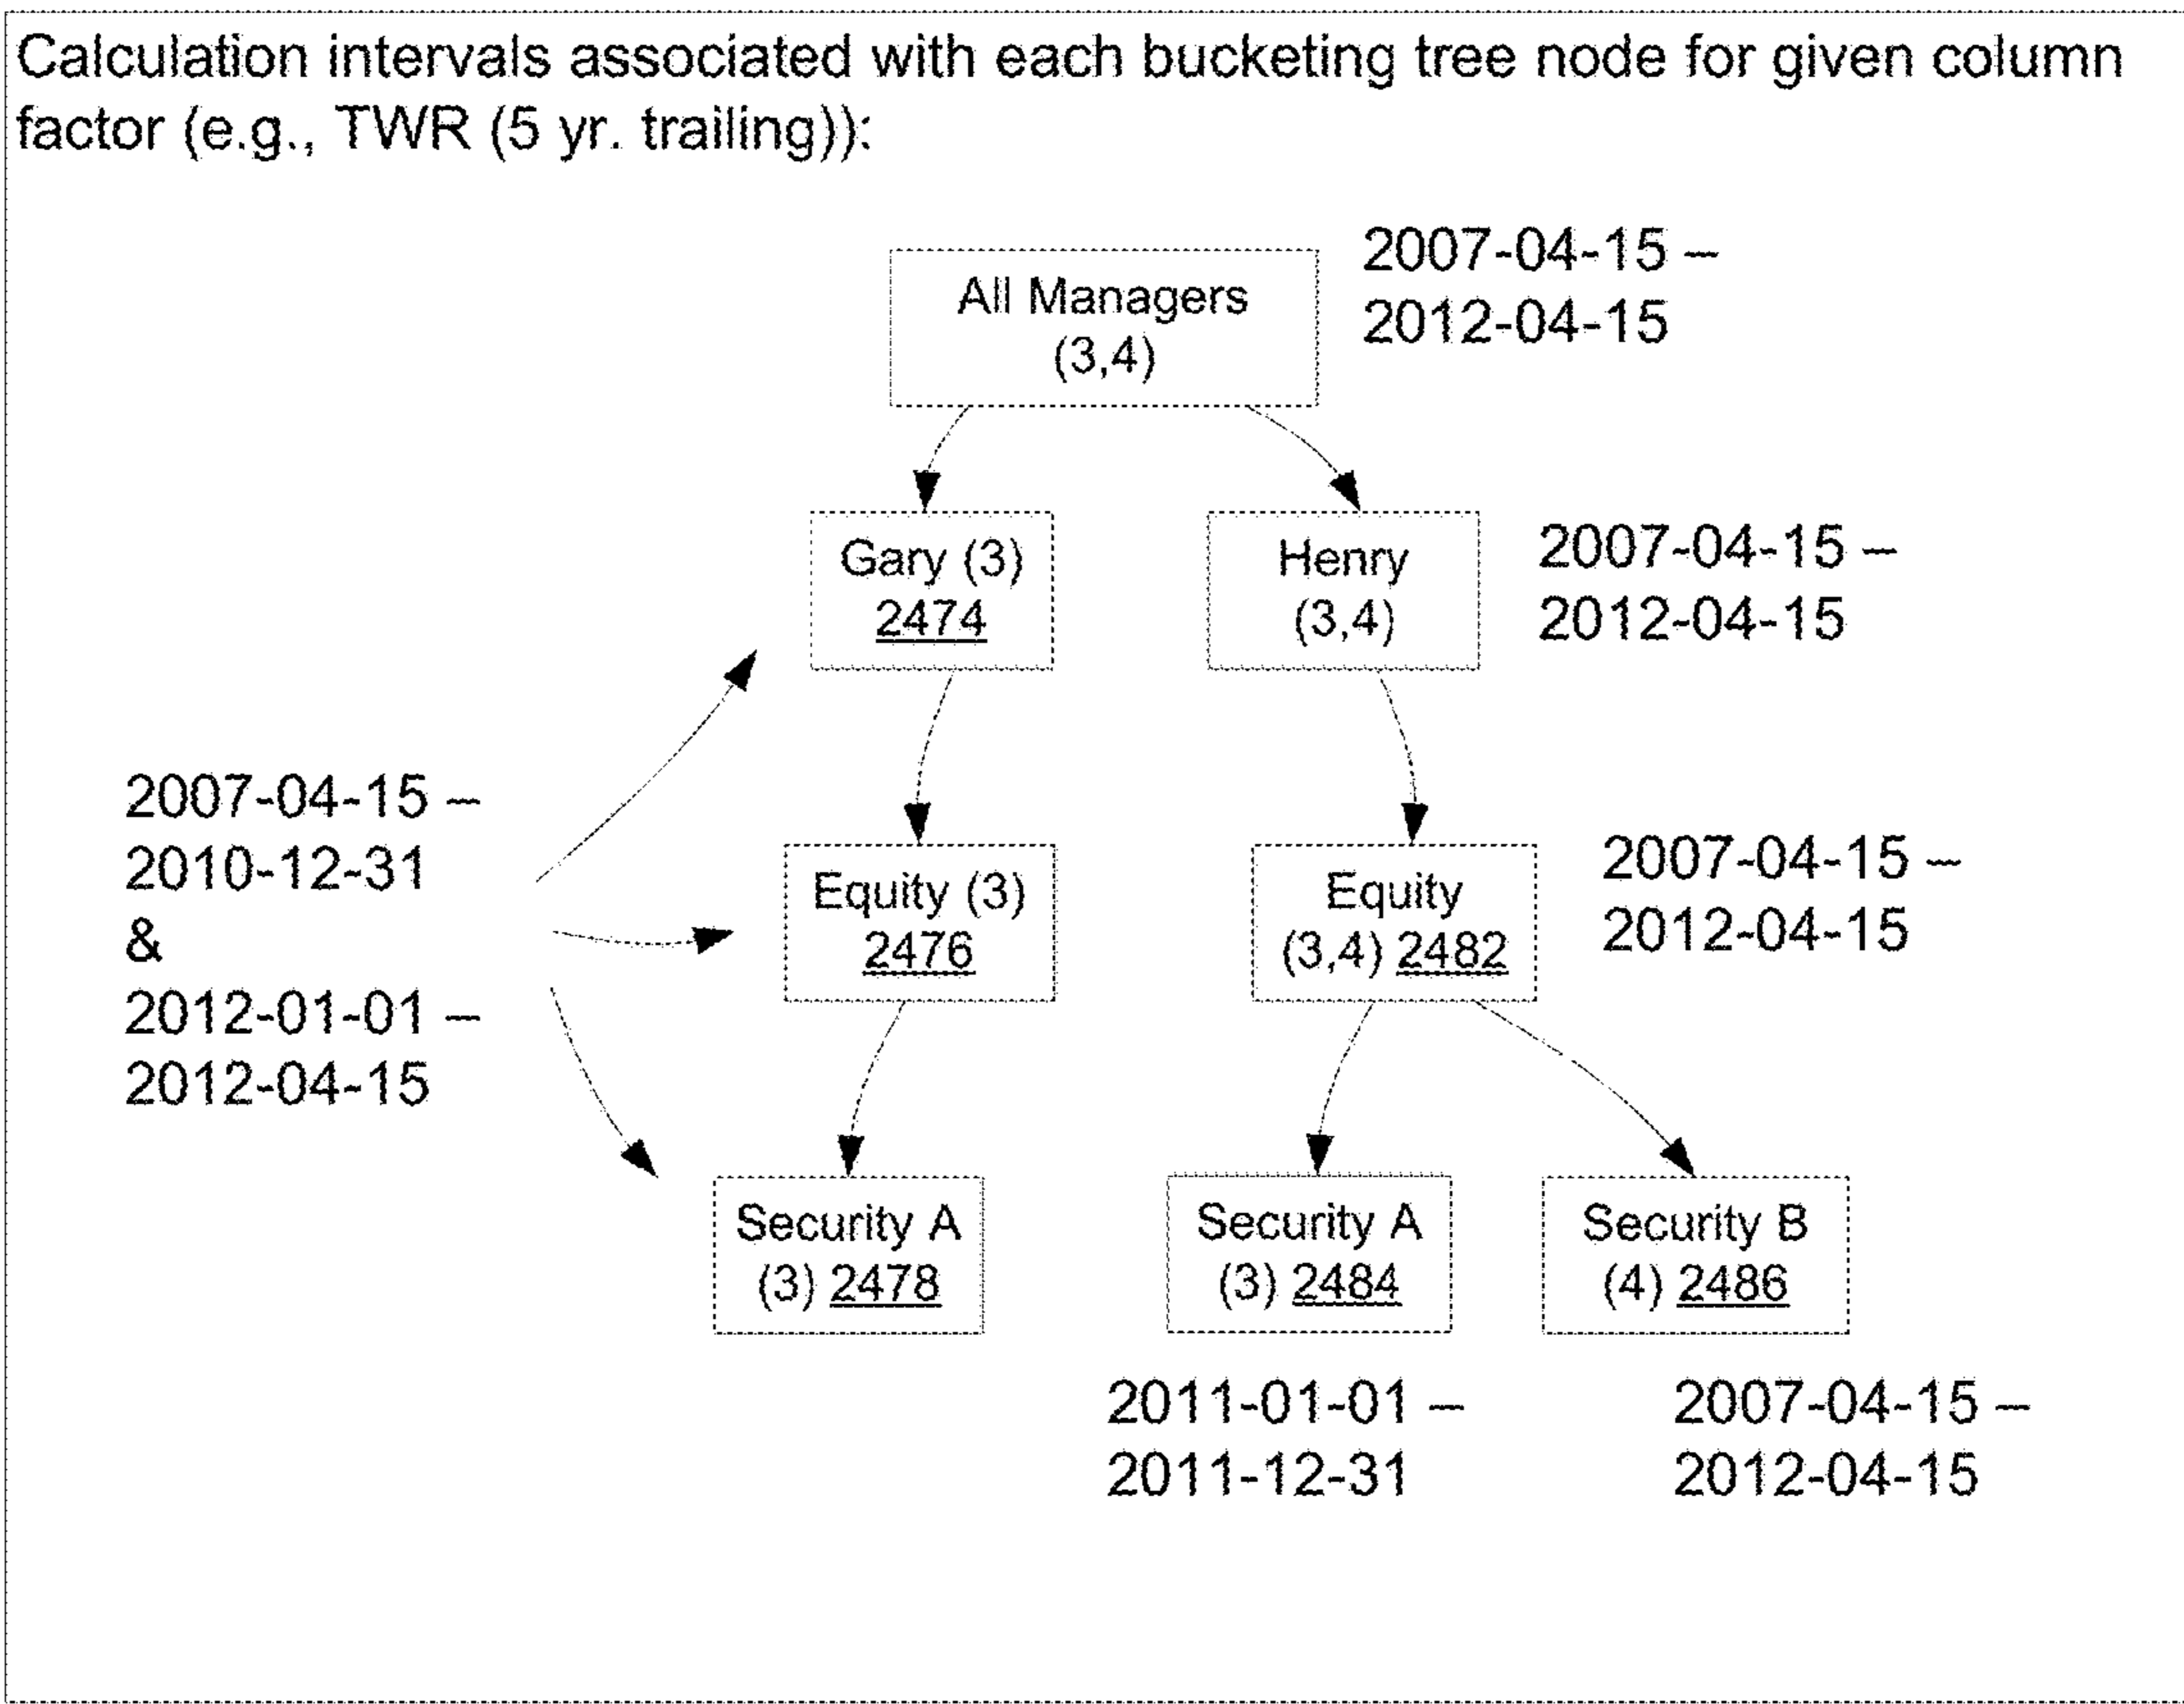 Calculation intervals associated with each bucketing tree node for given column
factor (e.g., TWR (5 yr. trailing)):
All Managers
(3,4)
2007-04-15 –
2012-04-15
Gary (3)
2474
Henry
(3,4)
2007-04-15 –
2012-04-15
2007-04-15 –
2010-12-31
&
2012-01-01 –
2012-04-15
Equity (3)
2476
Equity
(3,4) 2482
2007-04-15 –
2012-04-15
Security A
(3) 2478
Security A
(3) 2484
Security B
(4) 2486
2011-01-01 –
2011-12-31
2007-04-15 –
2012-04-15